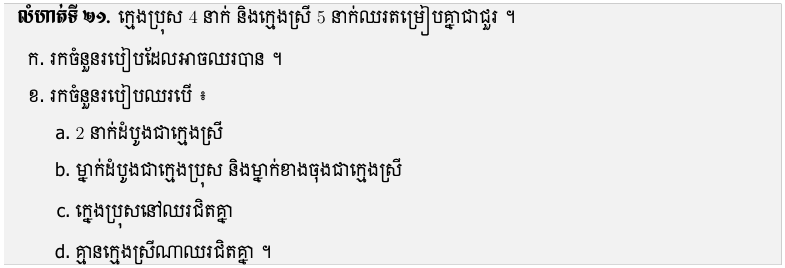 លំហាត់ទី ២១. ក្មេងប្រុស 4 នាក់ និងក្មេងស្រី 5 នាក់ឈរតម្រៀបគ្នាជាជួរ ។
ក. រកចំនួនរបៀបដែលអាចឈរបាន ។
ខ. រកចំនួនរបៀបឈរបើ ៖
a. 2 នាក់ដំបូងជាក្មេងស្រី
b. ម្នាក់ដំបូងជាក្មេងប្រុស និងម្នាក់ខាងចុងជាក្មេងស្រី
c. ក្នេងប្រុសនៅឈរជិតគ្នា
d. គ្មានក្មេងស្រីណាឈរជិតគ្នា ។